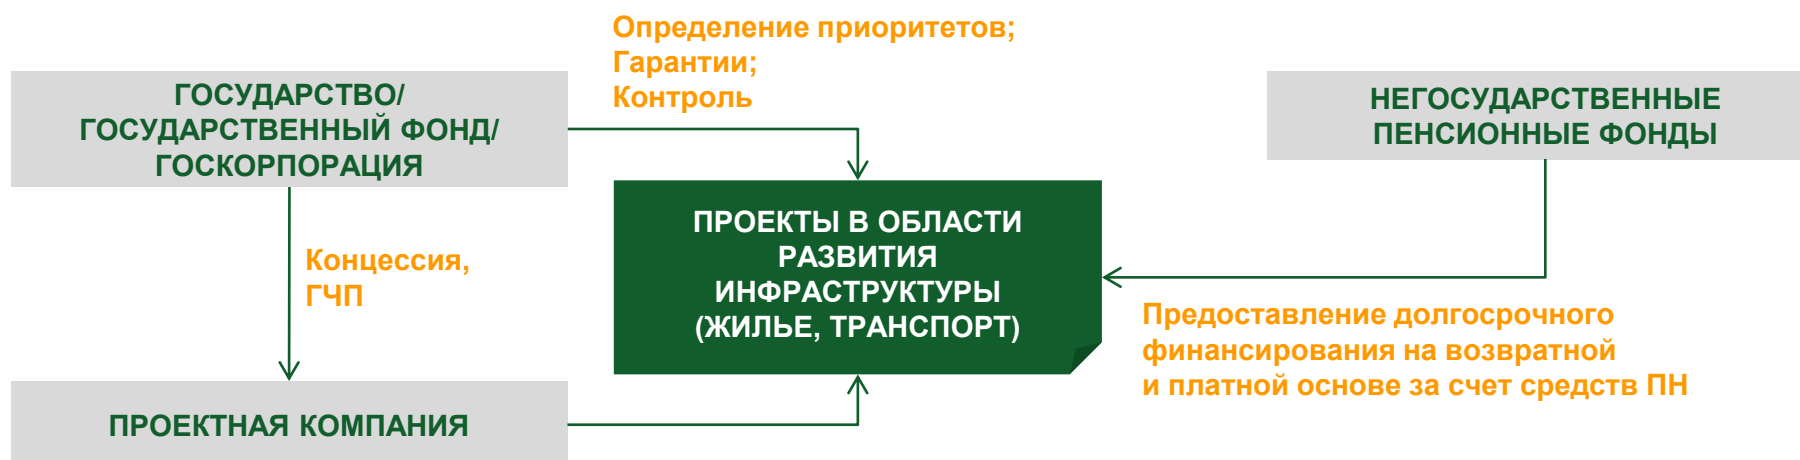 Определение приоритетов;
Гарантии;
Контроль
ГОСУДАРСТВО/
ГОСУДАРСТВЕННЫЙ ФОНД/
ГОСКОРПОРАЦИЯ
НЕГОСУДАРСТВЕННЫЕ
ПЕНСИОННЫЕ ФОНДЫ
ПРОЕКТЫ В ОБЛАСТИ
РАЗВИТИЯ
ИНФРАСТРУКТУРЫ
(ЖИЛЬЕ, ТРАНСПОРТ)
Концессия,
ГЧП
Предоставление долгосрочного
финансирования на возвратной
и платной основе за счет средств ПН
ПРОЕКТНАЯ КОМПАНИЯ